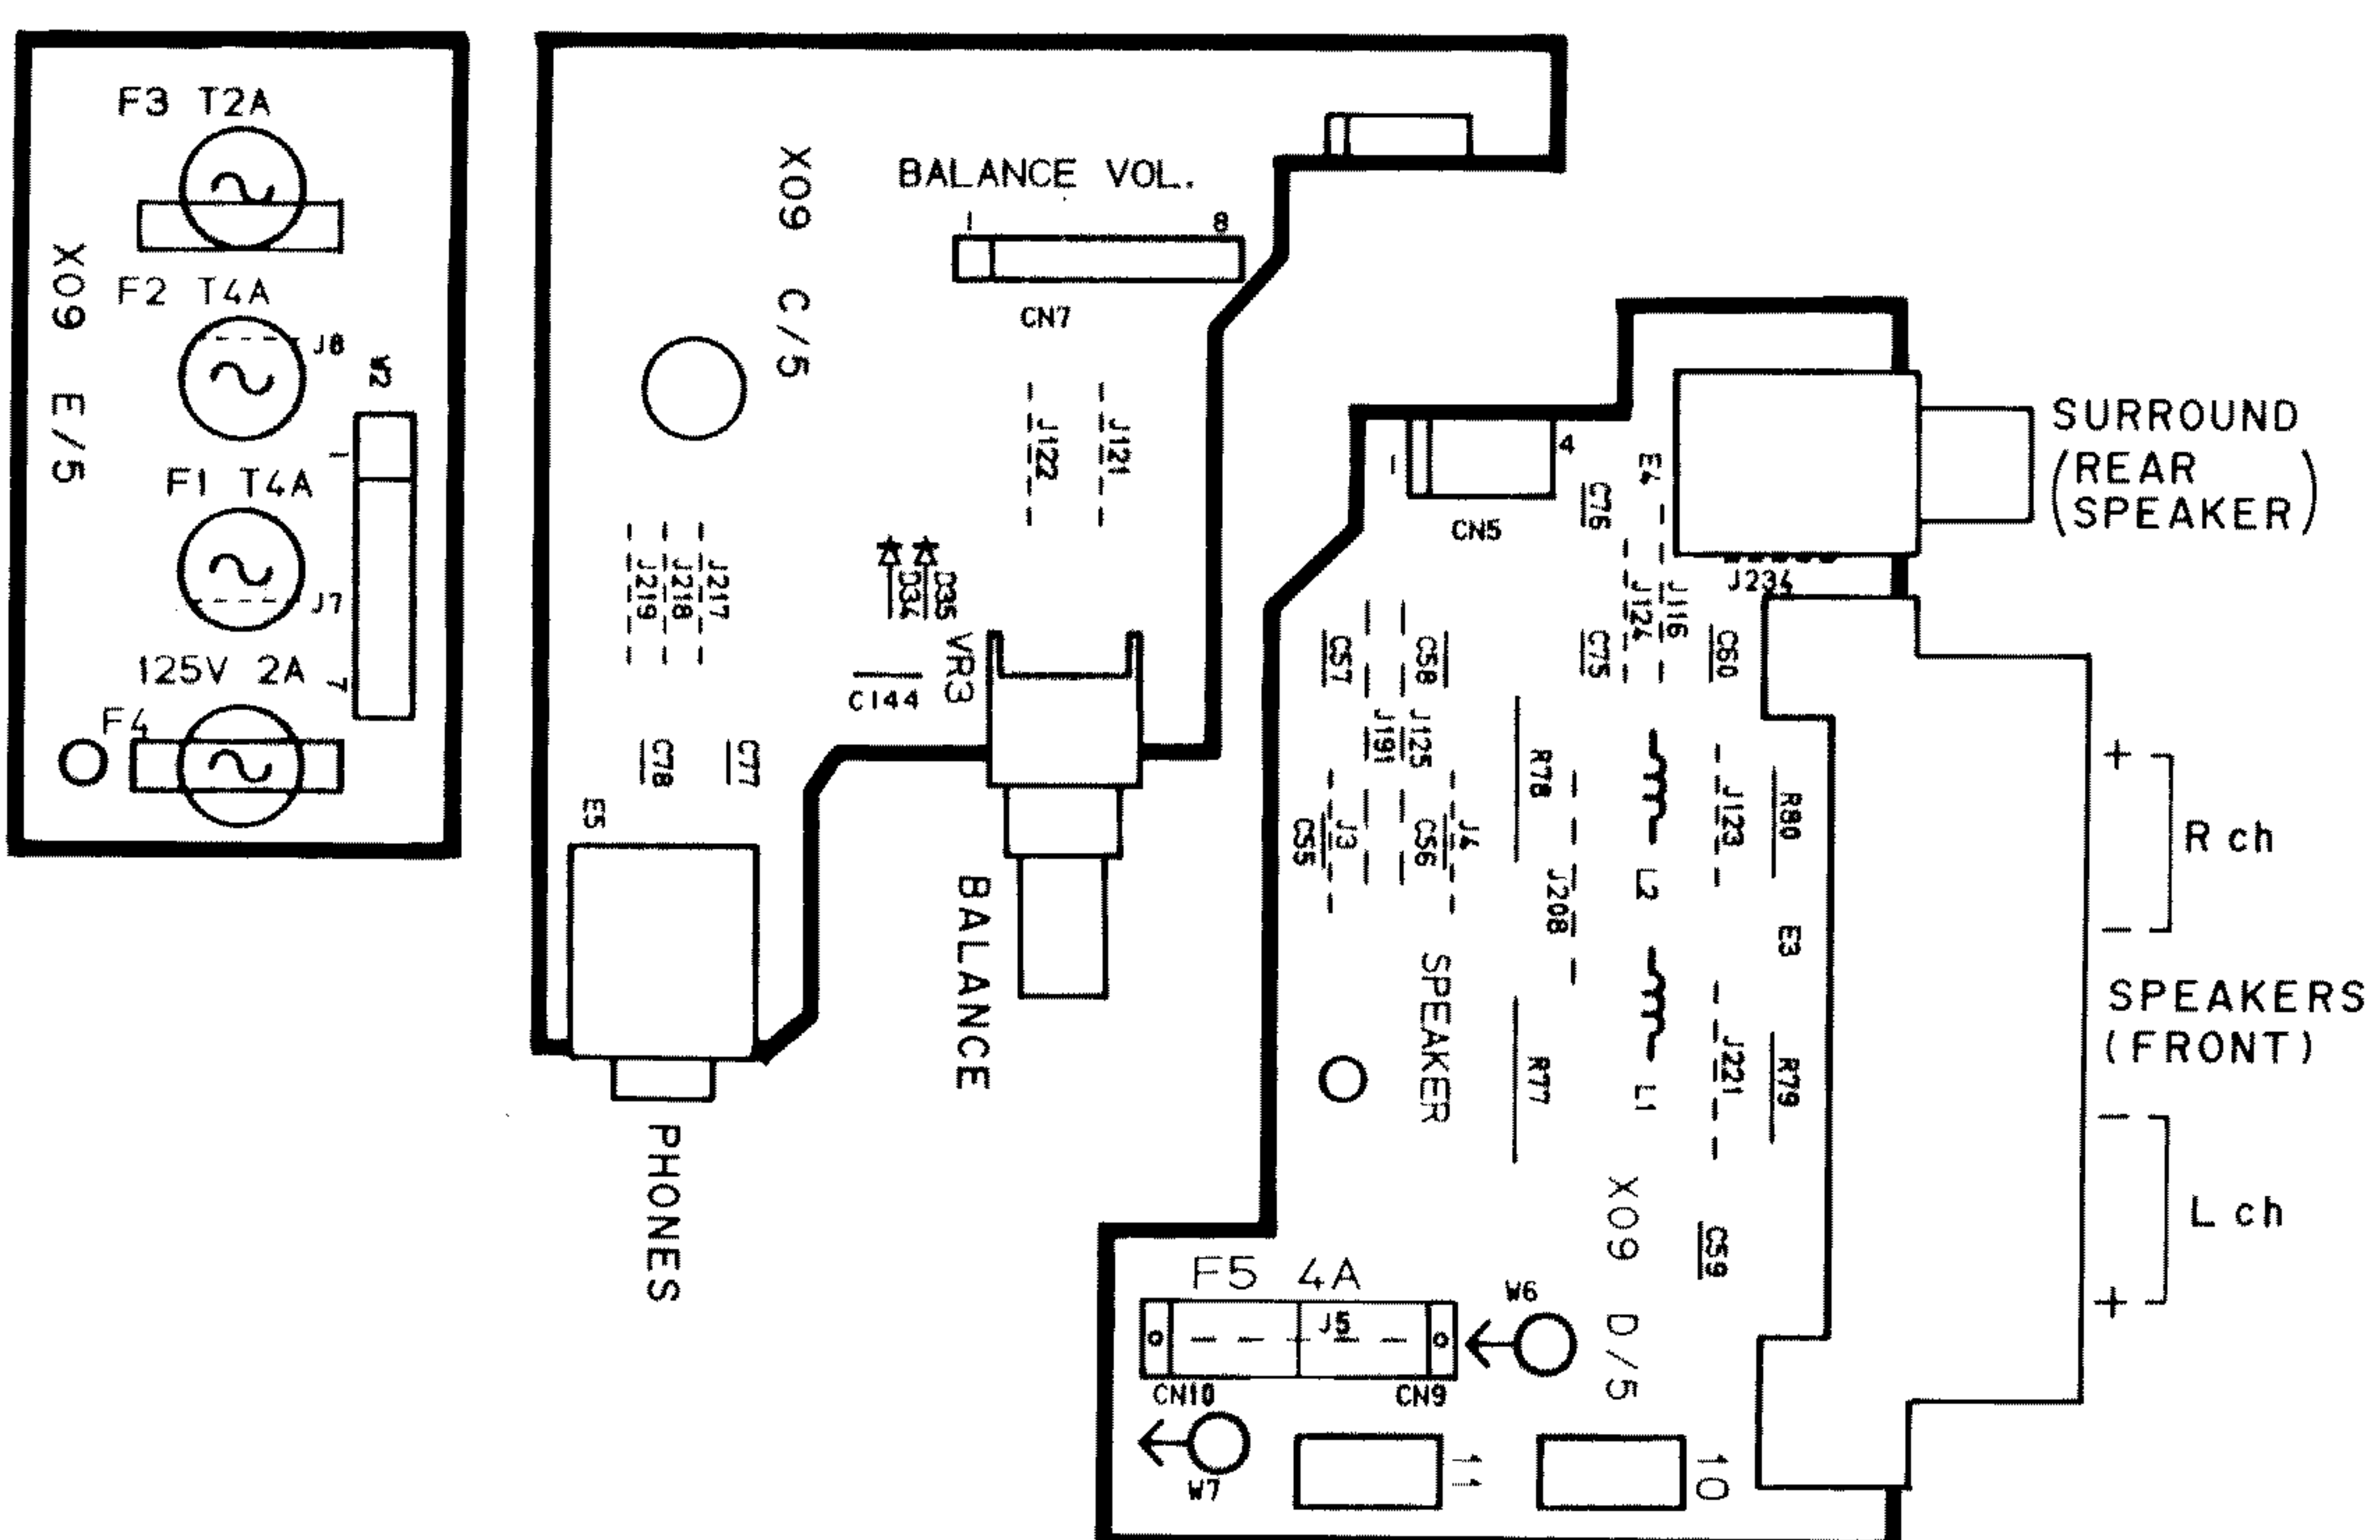 F3 T2A
F2 T4A
J8
W2
1
F1 T4A
J7
125V 2A
7
F4
X09 E/5
X09 C/5
BALANCE VOL.
1
8
CN7
J122
J121
J219
J218
J217
D34
D35
VR3
C144
C78
C77
E5
BALANCE
PHONES
1
4
CN5
C76
E4
J234
J124
J116
C75
C60
C57
C58
J191
J125
R78
J123
R80
C55
J3
C56
J4
J208
L2
E3
SPEAKER
R77
L1
J221
R79
X09 D/5
C59
F5 4A
J5
W6
CN10
CN9
W7
11
10
SURROUND
(REAR
SPEAKER)
+
R ch
−
SPEAKERS
(FRONT)
−
L ch
+